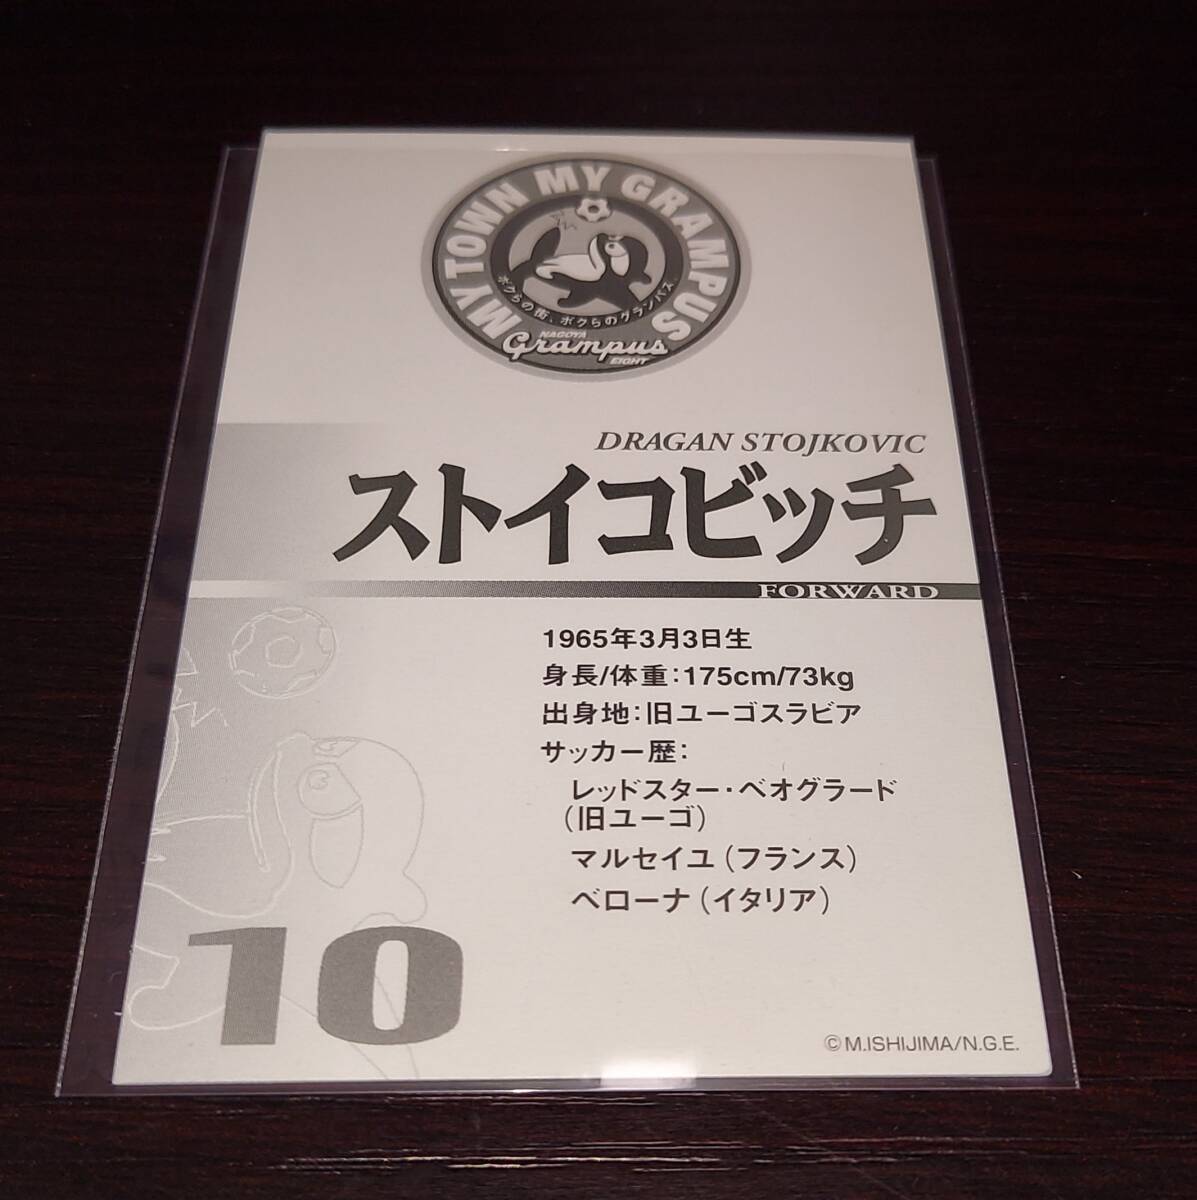 MY TOWN MY GRAMPUS
ボクらの街、ボクらのグランパス
NAGOYA
Grampus
EIGHT
DRAGAN STOJKOVIC
ストイコビッチ
FORWARD
1965年3月3日生
身長/体重:175cm/73kg
出身地:旧ユーゴスラビア
サッカー歴:
レッドスター・ベオグラード
(旧ユーゴ)
マルセイユ(フランス)
ベローナ(イタリア)
10
©M.ISHIJIMA/N.G.E.